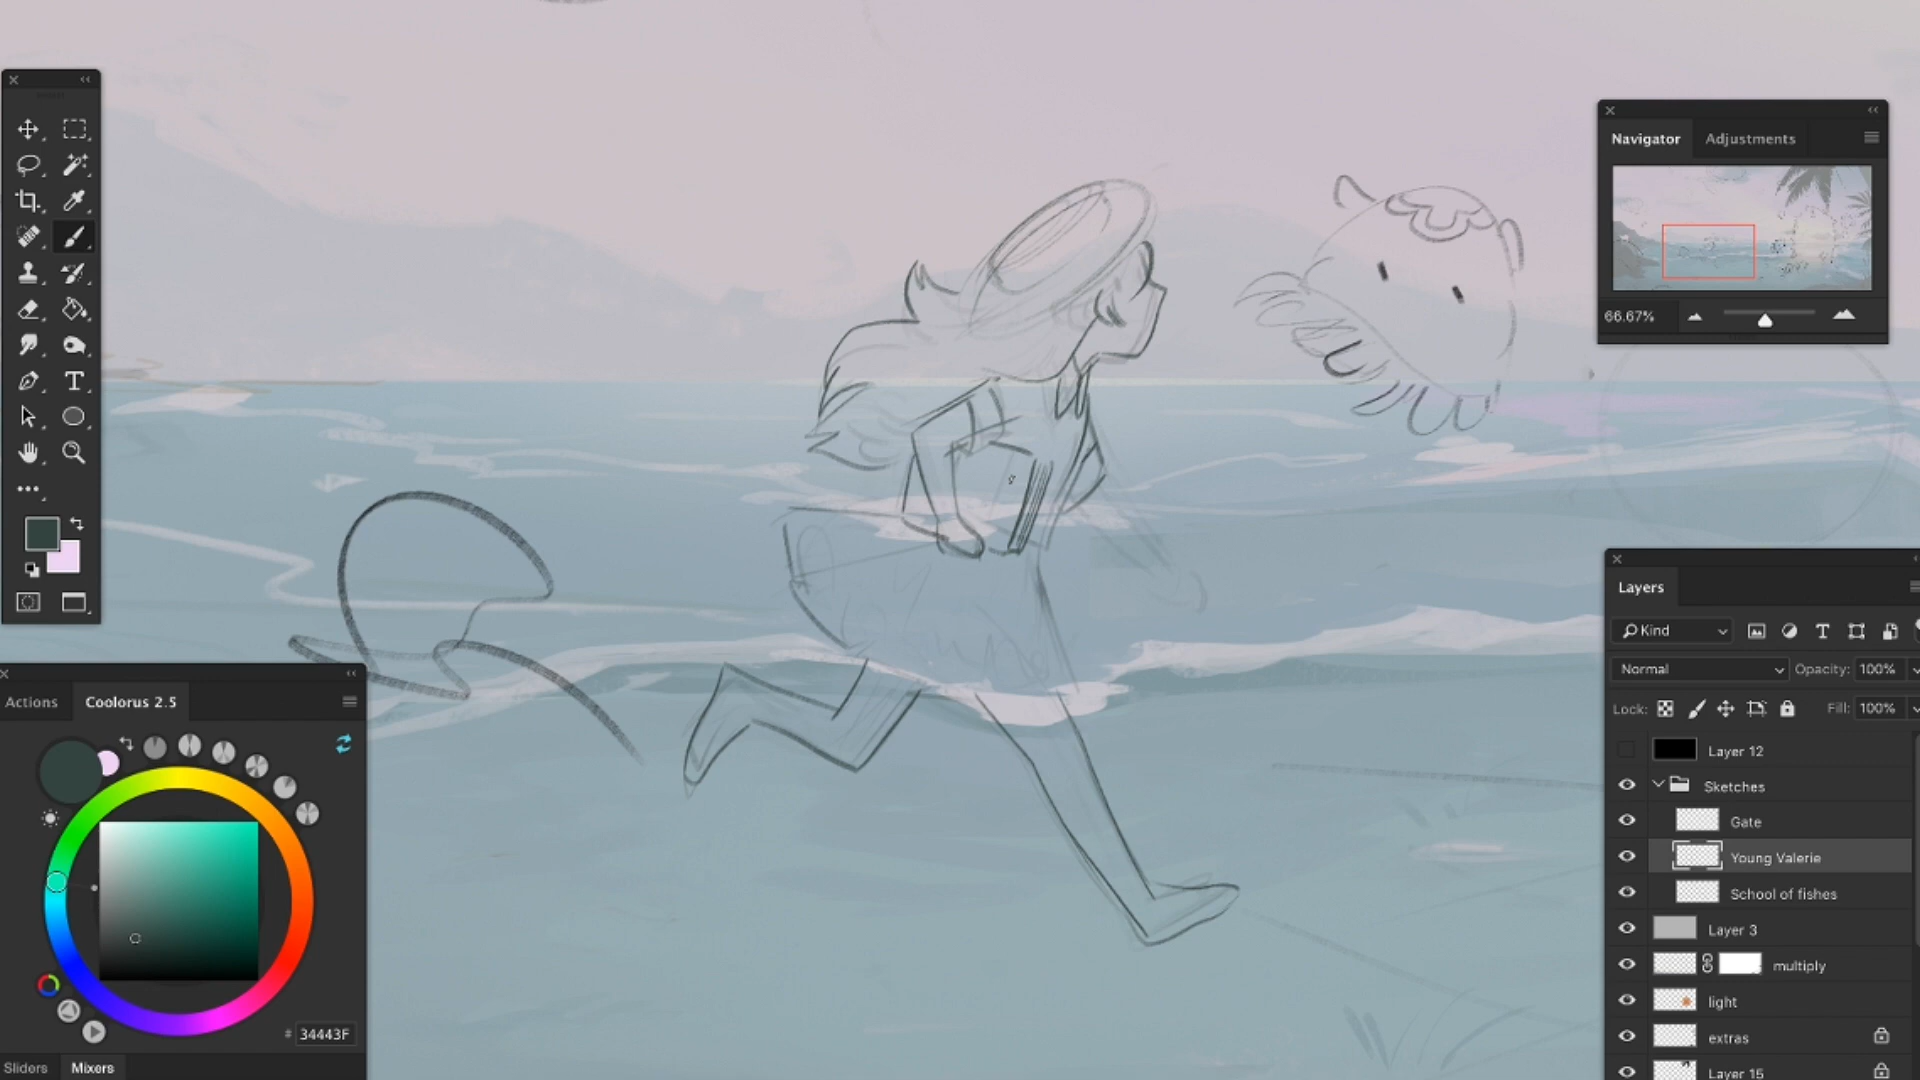 Navigator Adjustments
66.67%
T
Layers
Kind T
Normal Opacity: 100%
Lock: Fill: 100%
Layer 12
Sketches
Gate
Young Valerie
School of fishes
Layer 3
multiply
light
extras
Layer 15
Actions Coolorus 2.5
# 34443F
Sliders Mixers